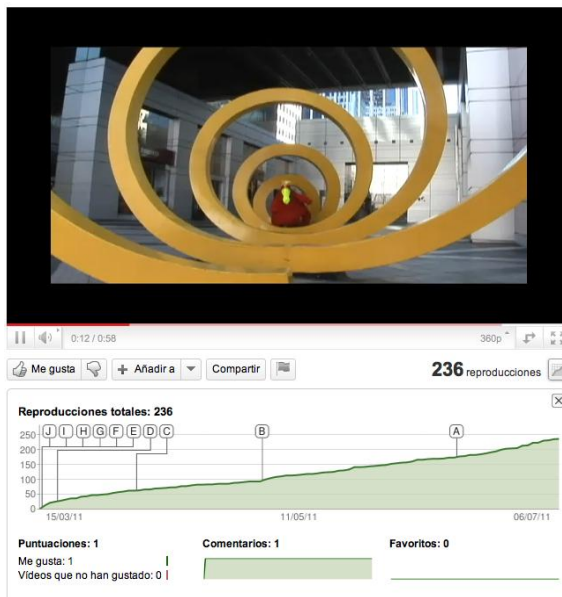 0:12 / 0:58
360p
Me gusta
Añadir a
Compartir
236 reproducciones
Reproducciones totales: 236
J I H G F E D C B A
250
200
150
100
50
0
15/03/11 11/05/11 06/07/11
Puntuaciones: 1 Comentarios: 1 Favoritos: 0
Me gusta: 1
Vídeos que no han gustado: 0